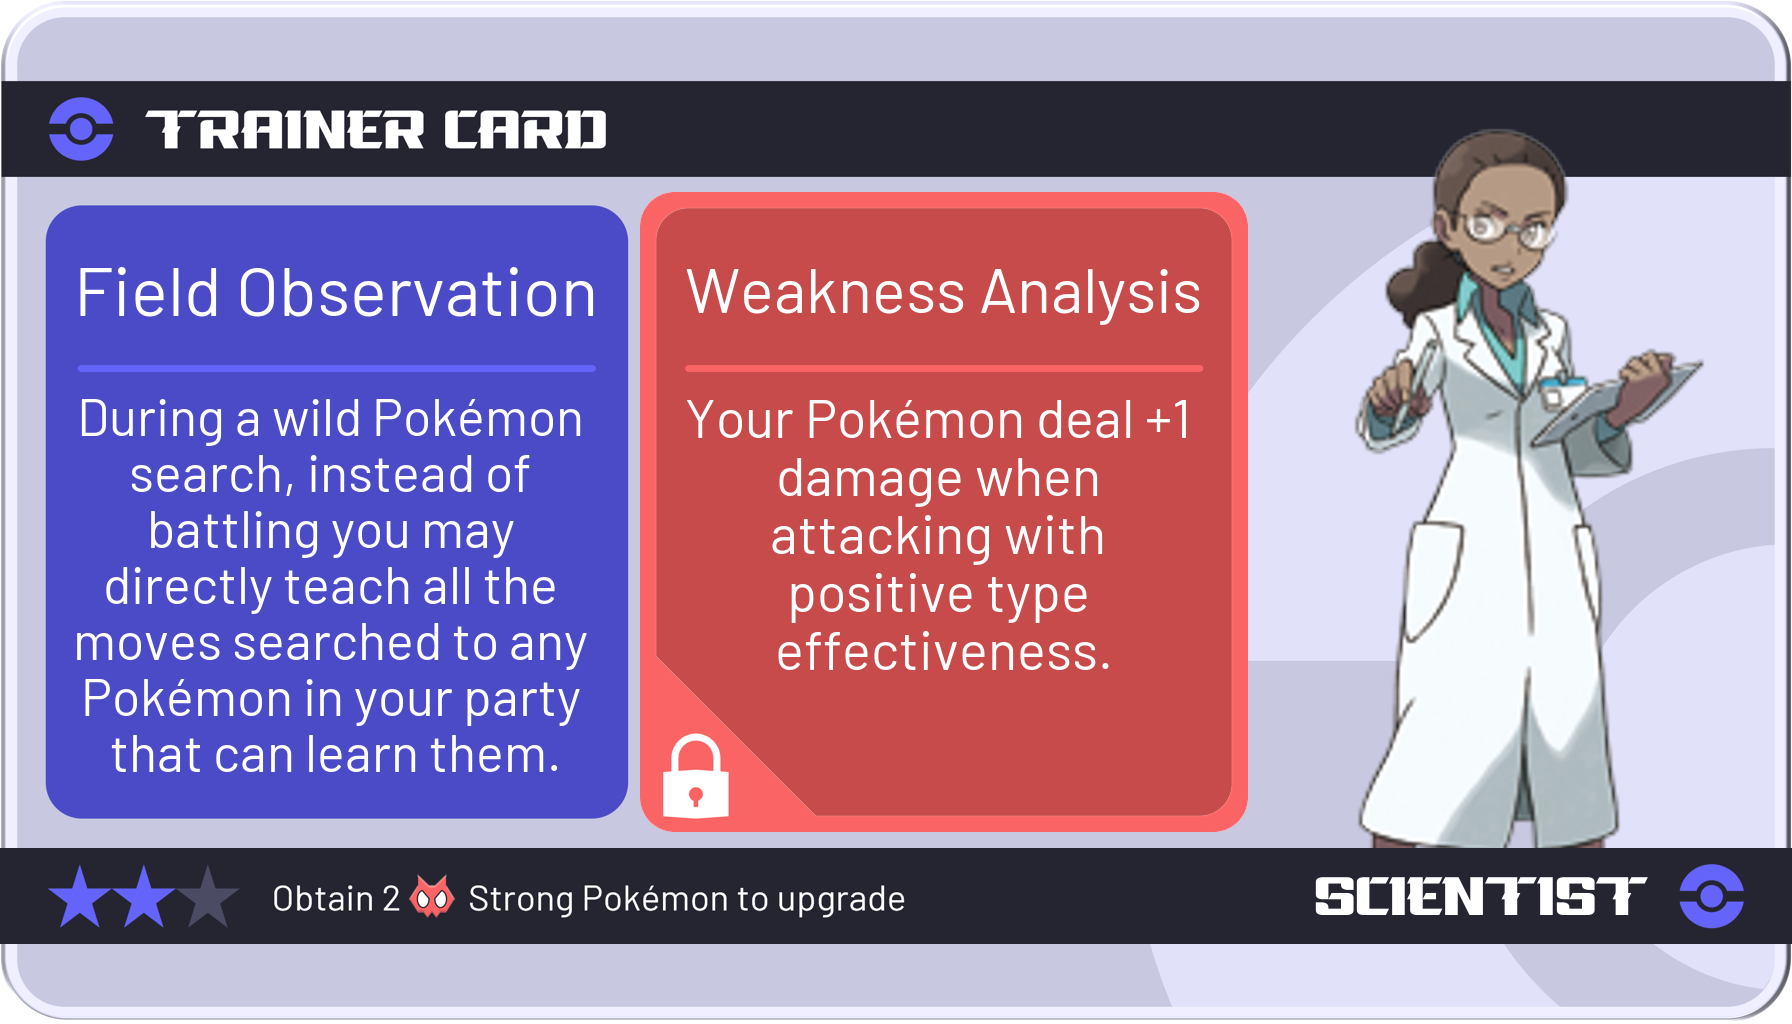 TRAINER CARD
Field Observation
During a wild Pokémon
search, instead of
battling you may
directly teach all the
moves searched to any
Pokémon in your party
that can learn them.
Weakness Analysis
Your Pokémon deal +1
damage when
attacking with
positive type
effectiveness.
Obtain 2 Strong Pokémon to upgrade
SCIENTIST